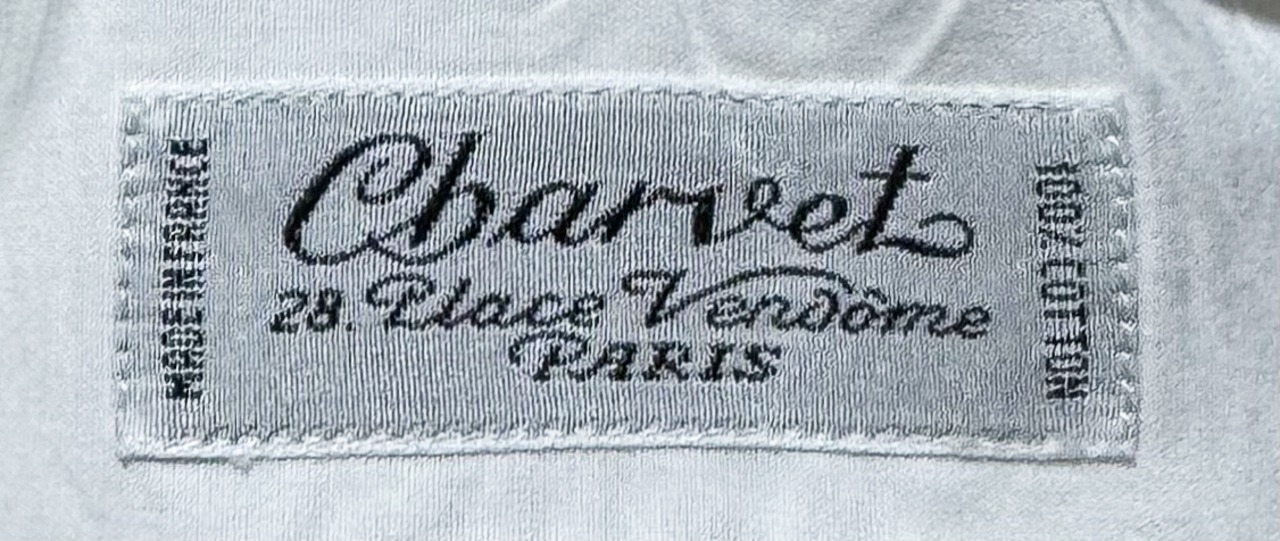 MADE IN FRANCE
Charvet
28. Place Vendôme
PARIS
100% COTTON